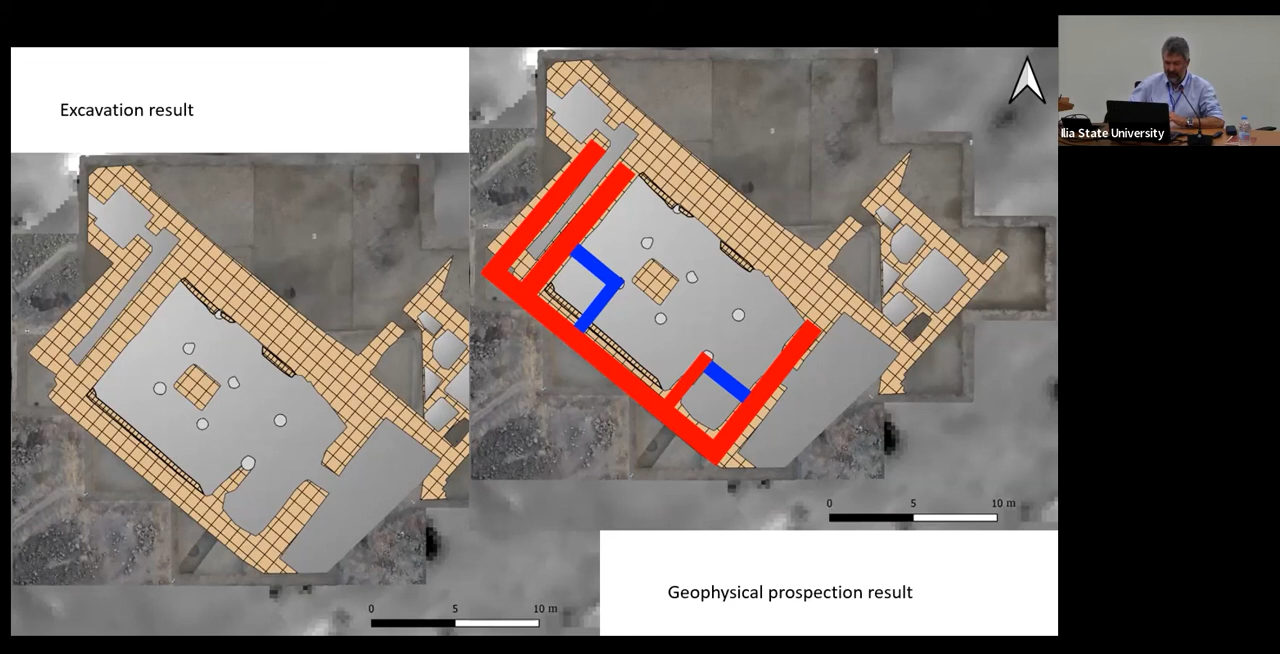 Excavation result
0 5 10 m
0 5 10 m
Geophysical prospection result
Ilia State University